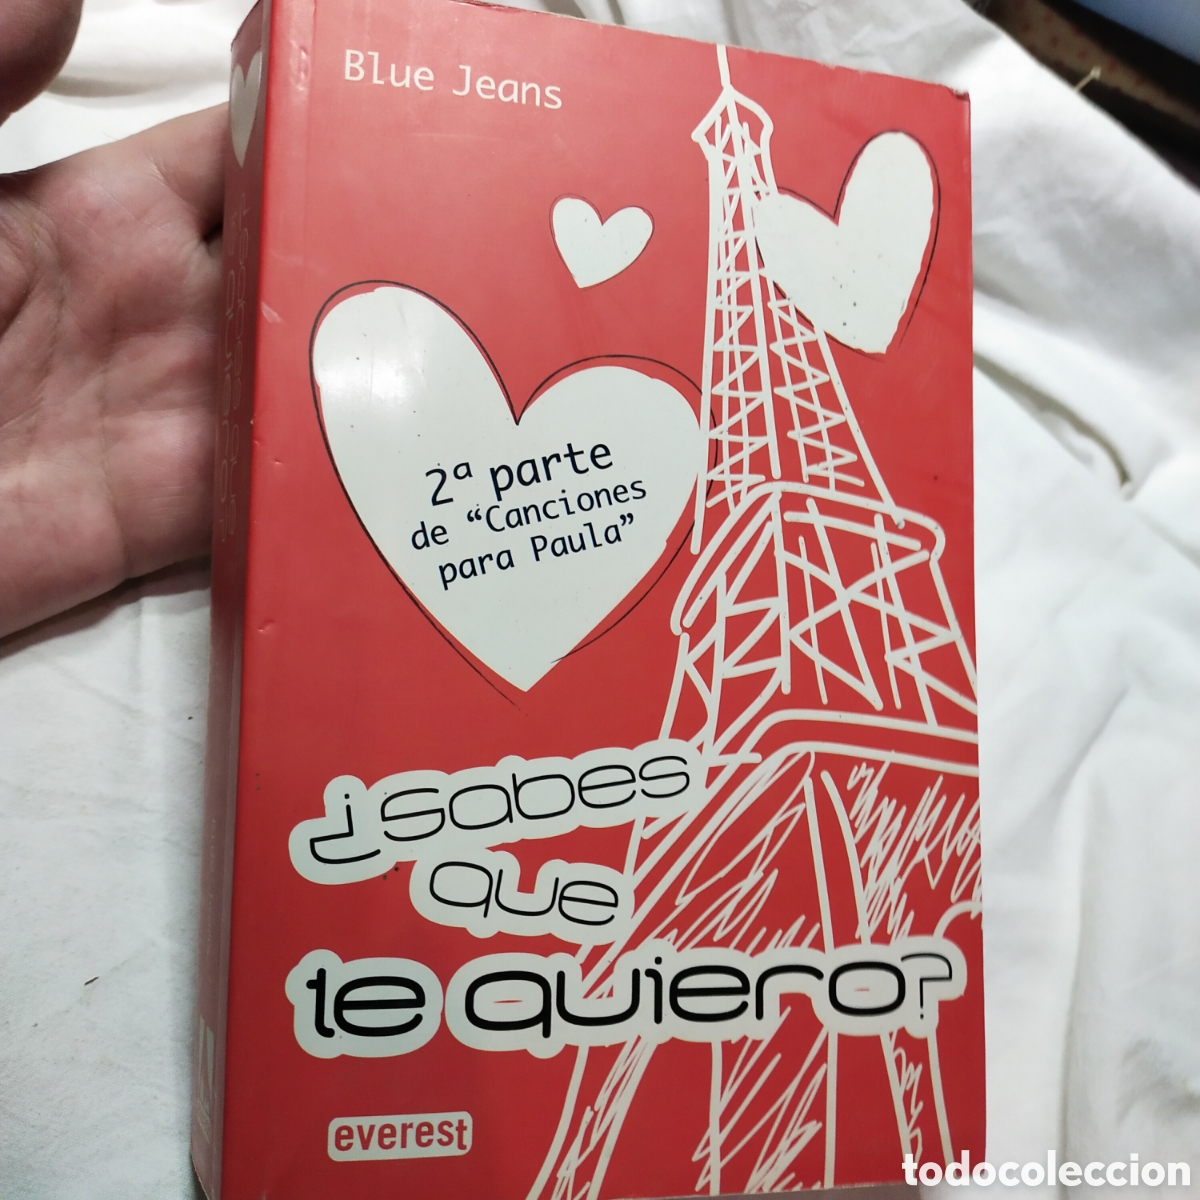 Blue Jeans
2ª parte
de “Canciones
para Paula”
¿sabes
que
te quiero?
everest
todocoleccion